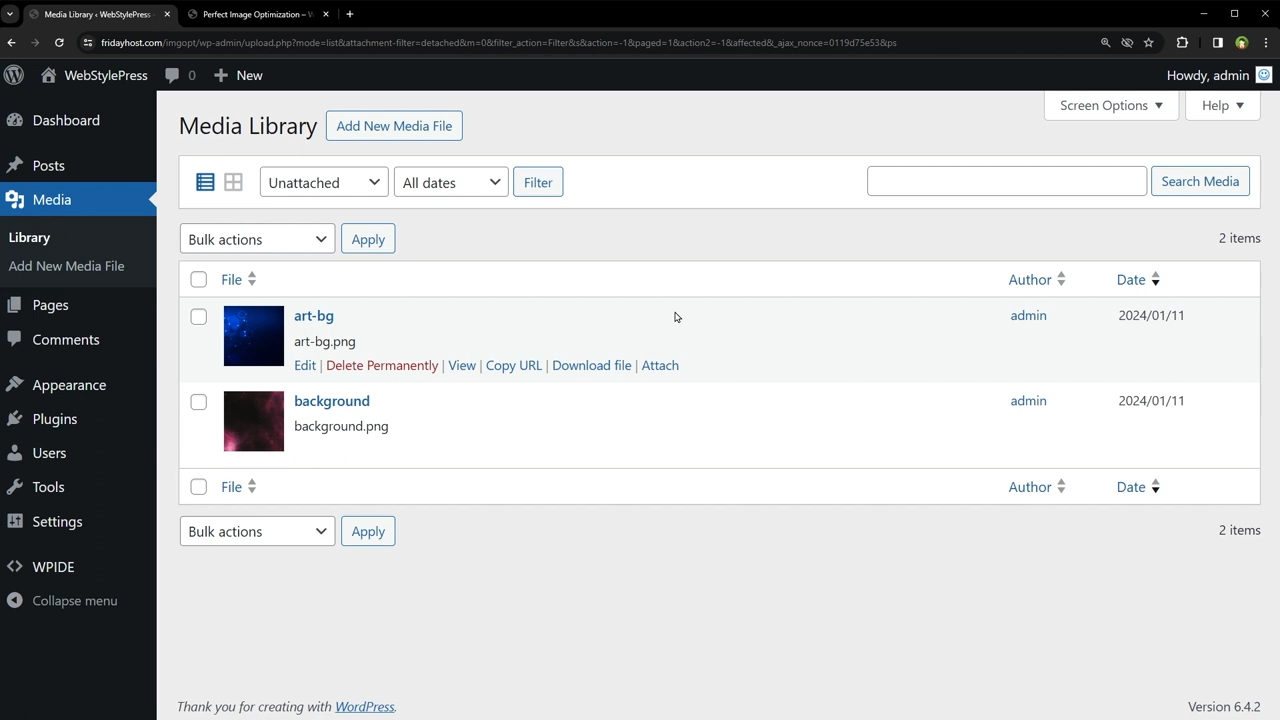 Media Library ‹ WebStylePress
Perfect Image Optimization – W
fridayhost.com/imgopt/wp-admin/upload.php?mode=list&attachment-filter=detached&m=0&filter_action=Filter&s&action=-1&paged=1&action2=-1&affected&_ajax_nonce=0119d75e53&ps
WebStylePress
0
New
Howdy, admin
Screen Options
Help
Dashboard
Posts
Media
Library
Add New Media File
Pages
Comments
Appearance
Plugins
Users
Tools
Settings
WPIDE
Collapse menu
Media Library
Add New Media File
Unattached
All dates
Filter
Search Media
Bulk actions
Apply
2 items
File
Author
Date
art-bg
admin
2024/01/11
art-bg.png
Edit | Delete Permanently | View | Copy URL | Download file | Attach
background
admin
2024/01/11
background.png
File
Author
Date
Bulk actions
Apply
2 items
Thank you for creating with WordPress.
Version 6.4.2